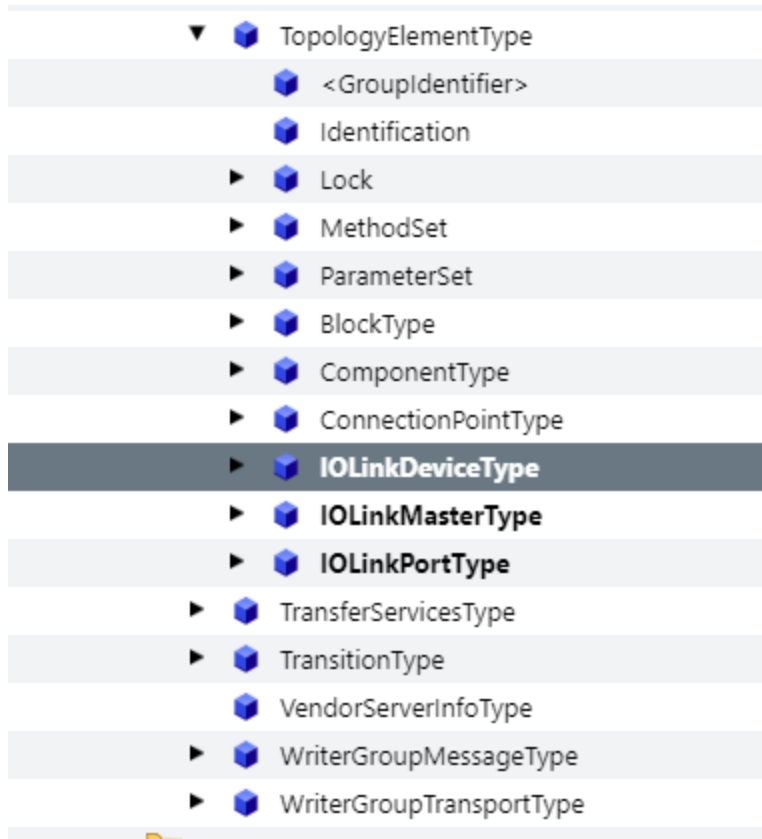 TopologyElementType
<GroupIdentifier>
Identification
Lock
MethodSet
ParameterSet
BlockType
ComponentType
ConnectionPointType
IOLinkDeviceType
IOLinkMasterType
IOLinkPortType
TransferServicesType
TransitionType
VendorServerInfoType
WriterGroupMessageType
WriterGroupTransportType